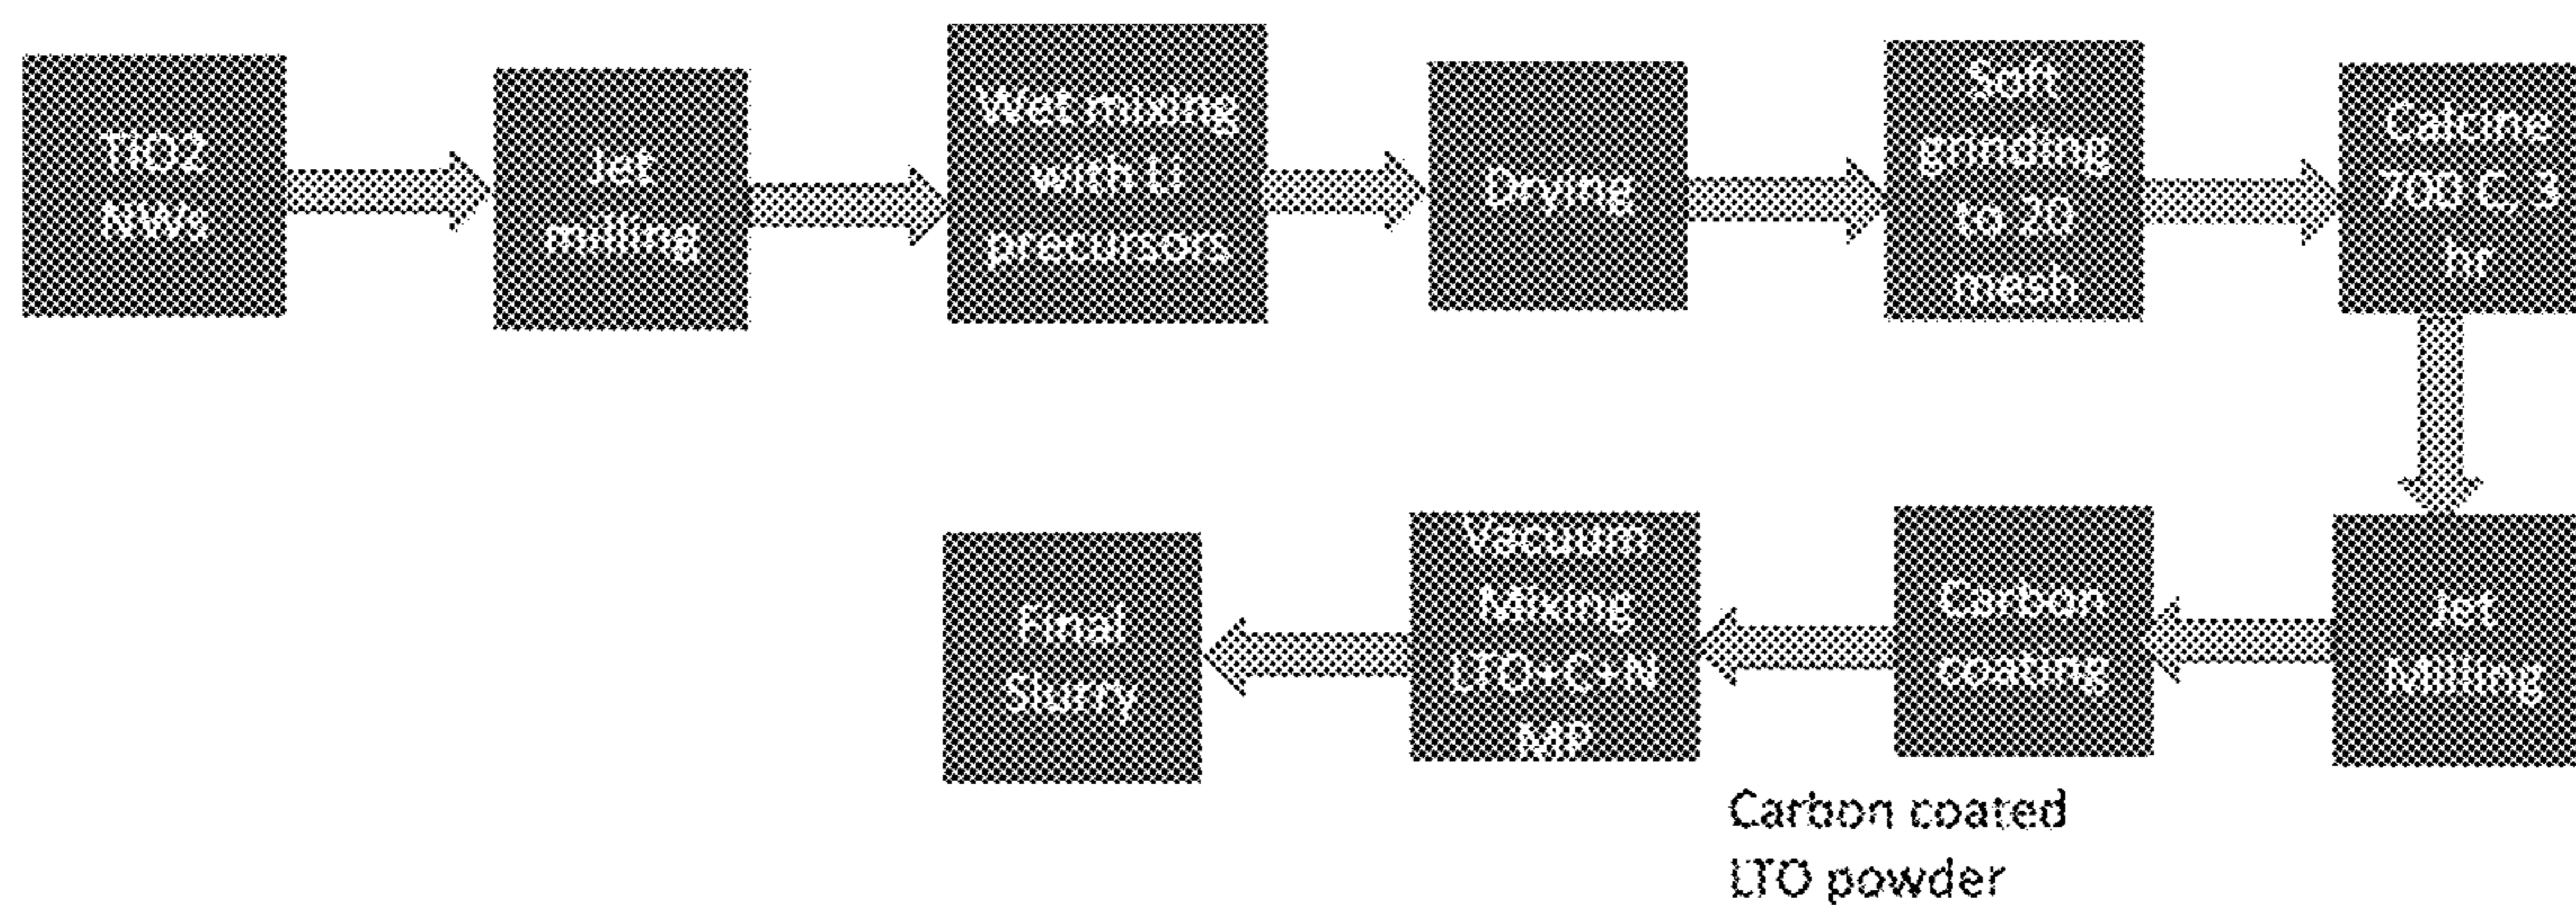 TiO2
NWs
Jet
milling
Wet mixing
with Li
precursors
Drying
Soft
grinding
to 20
mesh
Calcine
700 C, 3
hr
Jet
Milling
Carbon
coating
Vacuum
Mixing
LTO+C+N
MP
Final
Slurry
Carbon coated
LTO powder